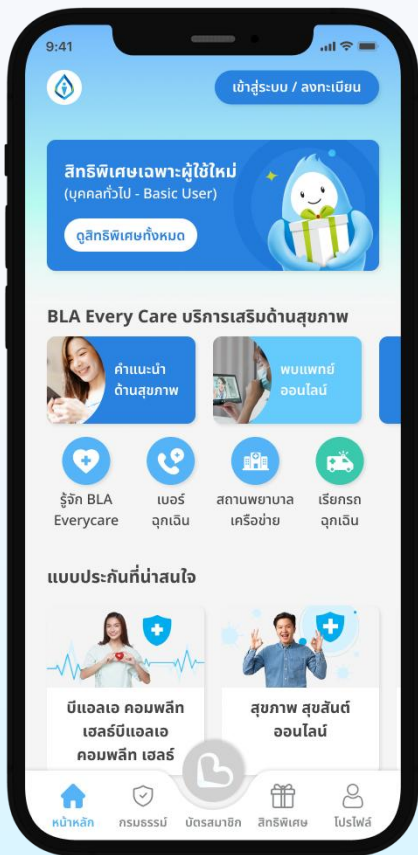 9:41
เข้าสู่ระบบ / ลงทะเบียน
สิทธิพิเศษเฉพาะผู้ใช้ใหม่
(บุคคลทั่วไป - Basic User)
ดูสิทธิพิเศษทั้งหมด
BLA Every Care บริการเสริมด้านสุขภาพ
คำแนะนำ
ด้านสุขภาพ
พบแพทย์
ออนไลน์
รู้จัก BLA
Everycare
เบอร์
ฉุกเฉิน
สถานพยาบาล
เครือข่าย
เรียกรถ
ฉุกเฉิน
แบบประกันที่น่าสนใจ
บีแอลเอ คอมพลีท
เฮลธ์บีแอลเอ
คอมพลีท เฮลธ์
สุขภาพ สุขสันต์
ออนไลน์
หน้าหลัก
กรมธรรม์
บัตรสมาชิก
สิทธิพิเศษ
โปรไฟล์